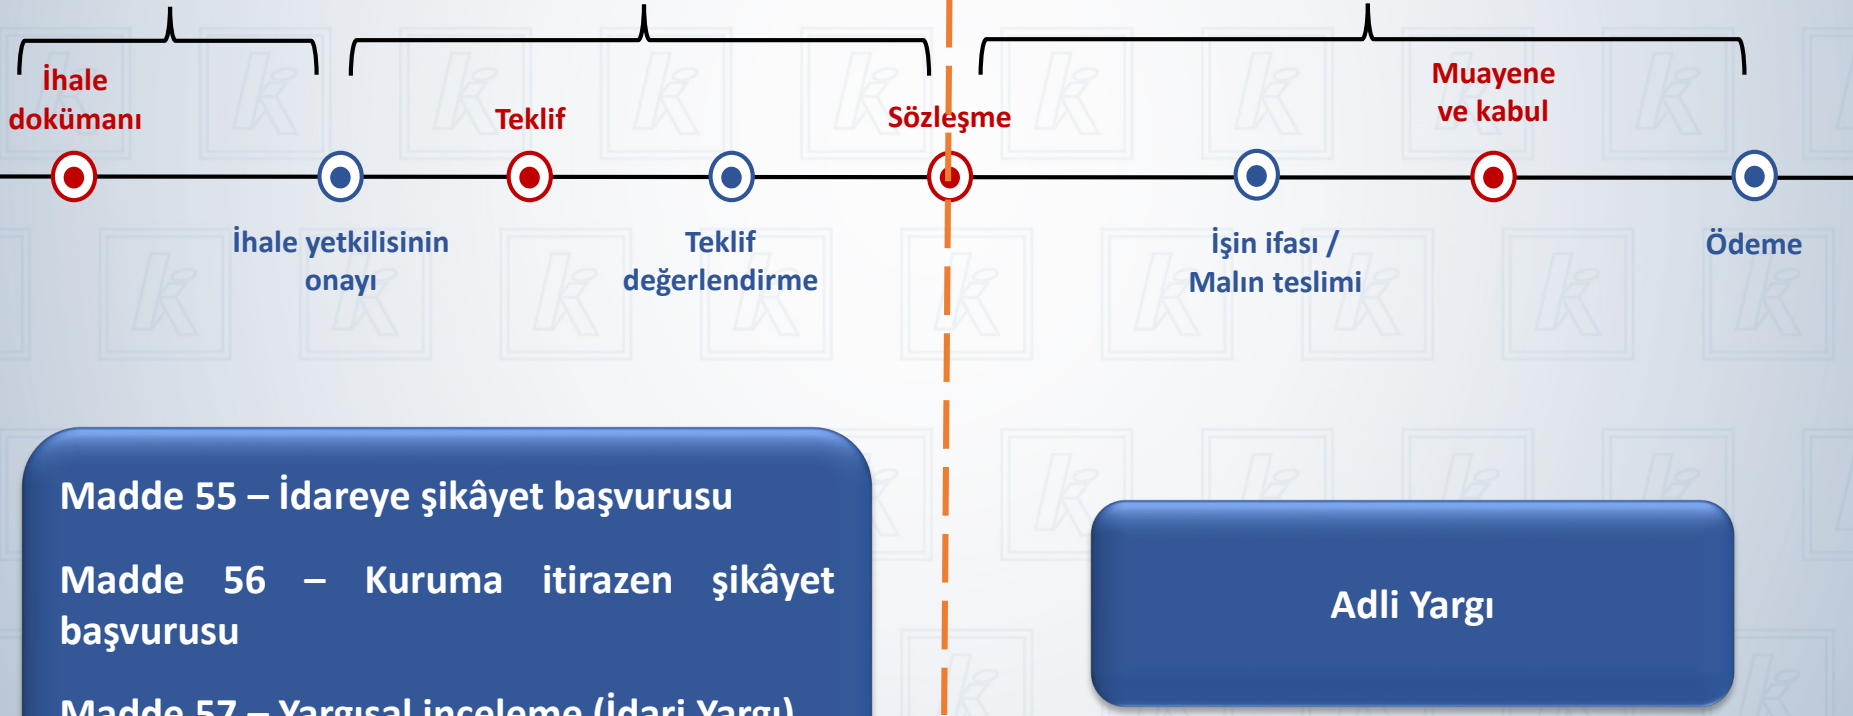 İhale
dokümanı
Teklif
Sözleşme
Muayene
ve kabul
İhale yetkilisinin
onayı
Teklif
değerlendirme
İşin ifası /
Malın teslimi
Ödeme
Madde 55 – İdareye şikâyet başvurusu
Madde 56 – Kuruma itirazen şikâyet
başvurusu
Madde 57 – Yargısal inceleme (İdari Yargı)
Adli Yargı